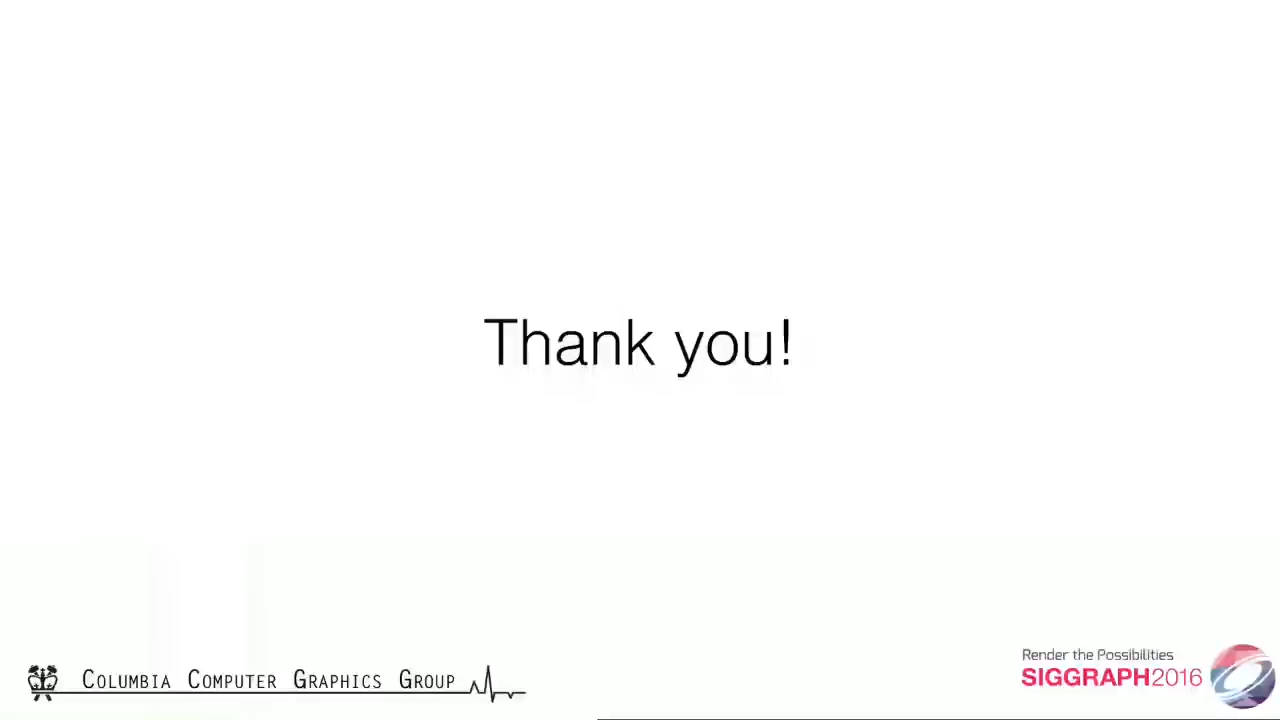 Thank you!
COLUMBIA COMPUTER GRAPHICS GROUP
Render the Possibilities
SIGGRAPH2016